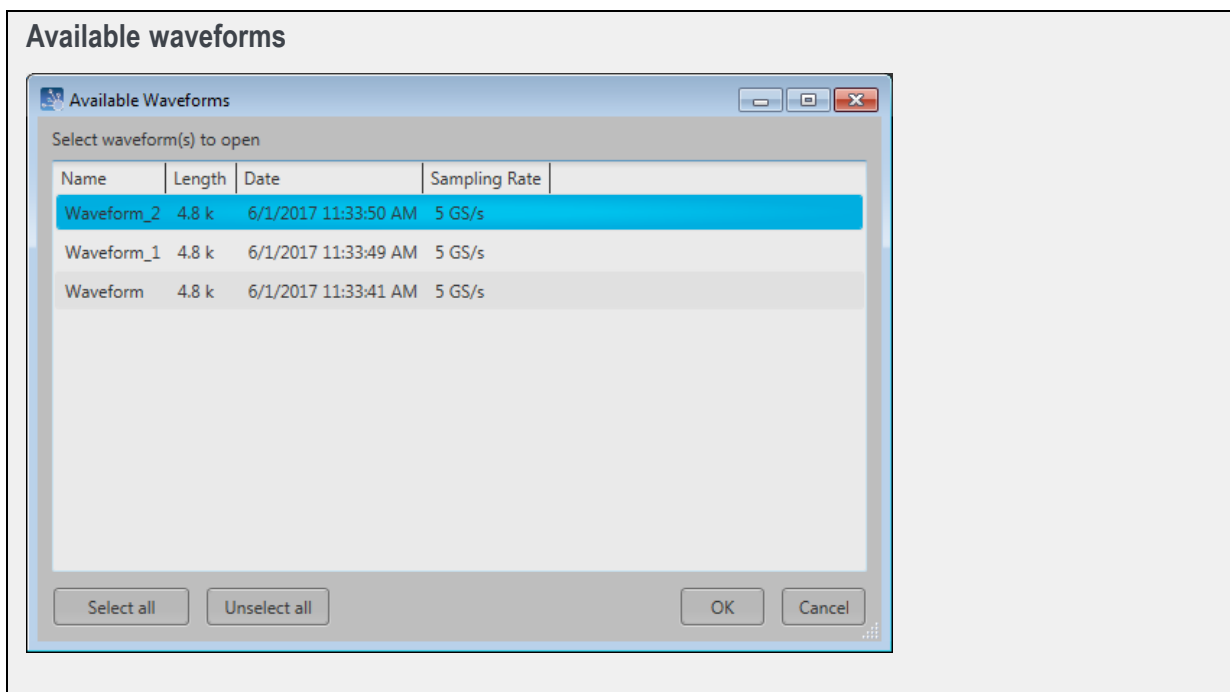 Available waveforms
Available Waveforms
Select waveform(s) to open
Name Length Date Sampling Rate
Waveform_2 4.8 k 6/1/2017 11:33:50 AM 5 GS/s
Waveform_1 4.8 k 6/1/2017 11:33:49 AM 5 GS/s
Waveform 4.8 k 6/1/2017 11:33:41 AM 5 GS/s
Select all Unselect all OK Cancel